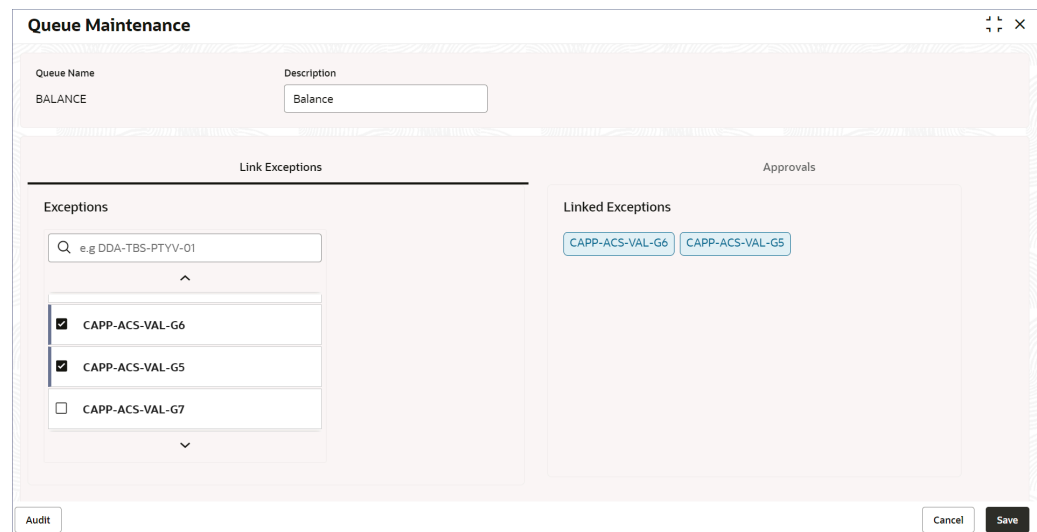 Queue Maintenance
Queue Name
Description
BALANCE
Balance
Link Exceptions
Approvals
Exceptions
Linked Exceptions
e.g DDA-TBS-PTYV-01
CAPP-ACS-VAL-G6
CAPP-ACS-VAL-G5
CAPP-ACS-VAL-G6
CAPP-ACS-VAL-G5
CAPP-ACS-VAL-G7
Audit
Cancel
Save